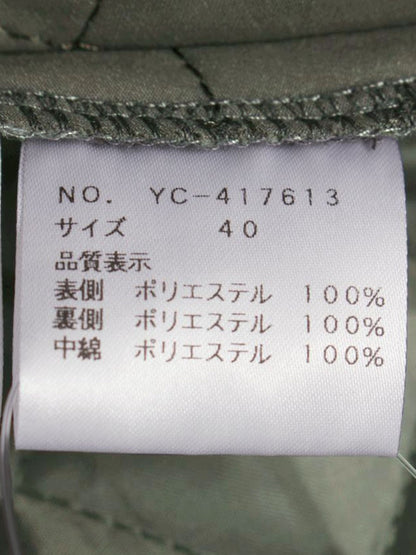 NO. YC-417613
サイズ 40
品質表示
表側 ポリエステル 100%
裏側 ポリエステル 100%
中綿 ポリエステル 100%